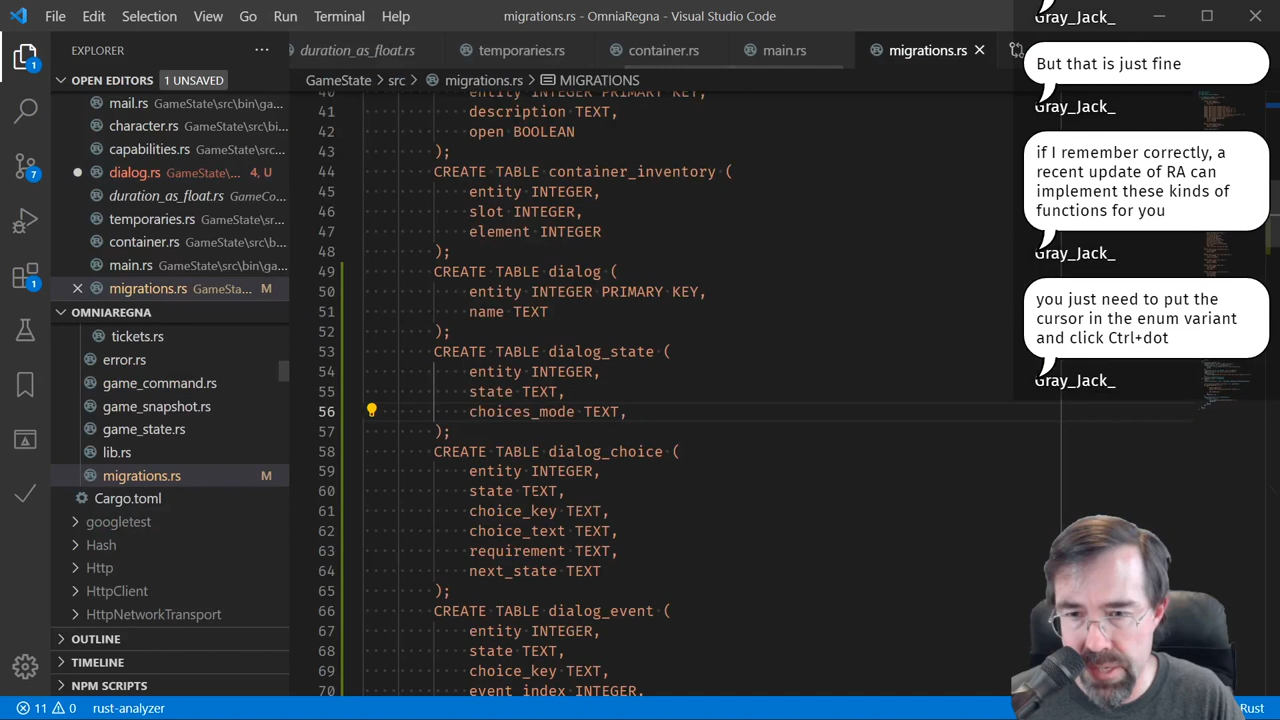 File Edit Selection View Go Run Terminal Help
migrations.rs - OmniaRegna - Visual Studio Code
Gray_Jack_
EXPLORER
duration_as_float.rs
temporaries.rs
container.rs
main.rs
migrations.rs
But that is just fine
OPEN EDITORS 1 UNSAVED
GameState > src > migrations.rs > MIGRATIONS
Gray_Jack_
mail.rs GameState\src\bin\ga...
character.rs GameState\src\bi...
capabilities.rs GameState\src...
dialog.rs GameState\... 4, U
duration_as_float.rs GameCo...
temporaries.rs GameState\src...
container.rs GameState\src\b...
main.rs GameState\src\bin\ga...
migrations.rs GameSta... M
OMNIAREGNA
tickets.rs
error.rs
game_command.rs
game_snapshot.rs
game_state.rs
lib.rs
migrations.rs M
Cargo.toml
googletest
Hash
Http
HttpClient
HttpNetworkTransport
OUTLINE
TIMELINE
NPM SCRIPTS
40 entity INTEGER PRIMARY KEY,
41 description TEXT,
42 open BOOLEAN
43 );
44 CREATE TABLE container_inventory (
45 entity INTEGER,
46 slot INTEGER,
47 element INTEGER
48 );
49 CREATE TABLE dialog (
50 entity INTEGER PRIMARY KEY,
51 name TEXT
52 );
53 CREATE TABLE dialog_state (
54 entity INTEGER,
55 state TEXT,
56 choices_mode TEXT,
57 );
58 CREATE TABLE dialog_choice (
59 entity INTEGER,
60 state TEXT,
61 choice_key TEXT,
62 choice_text TEXT,
63 requirement TEXT,
64 next_state TEXT
65 );
66 CREATE TABLE dialog_event (
67 entity INTEGER,
68 state TEXT,
69 choice_key TEXT,
70 event_index INTEGER,
if I remember correctly, a
recent update of RA can
implement these kinds of
functions for you
Gray_Jack_
you just need to put the
cursor in the enum variant
and click Ctrl+dot
Gray_Jack_
1
7
1
11 0 rust-analyzer
Rust